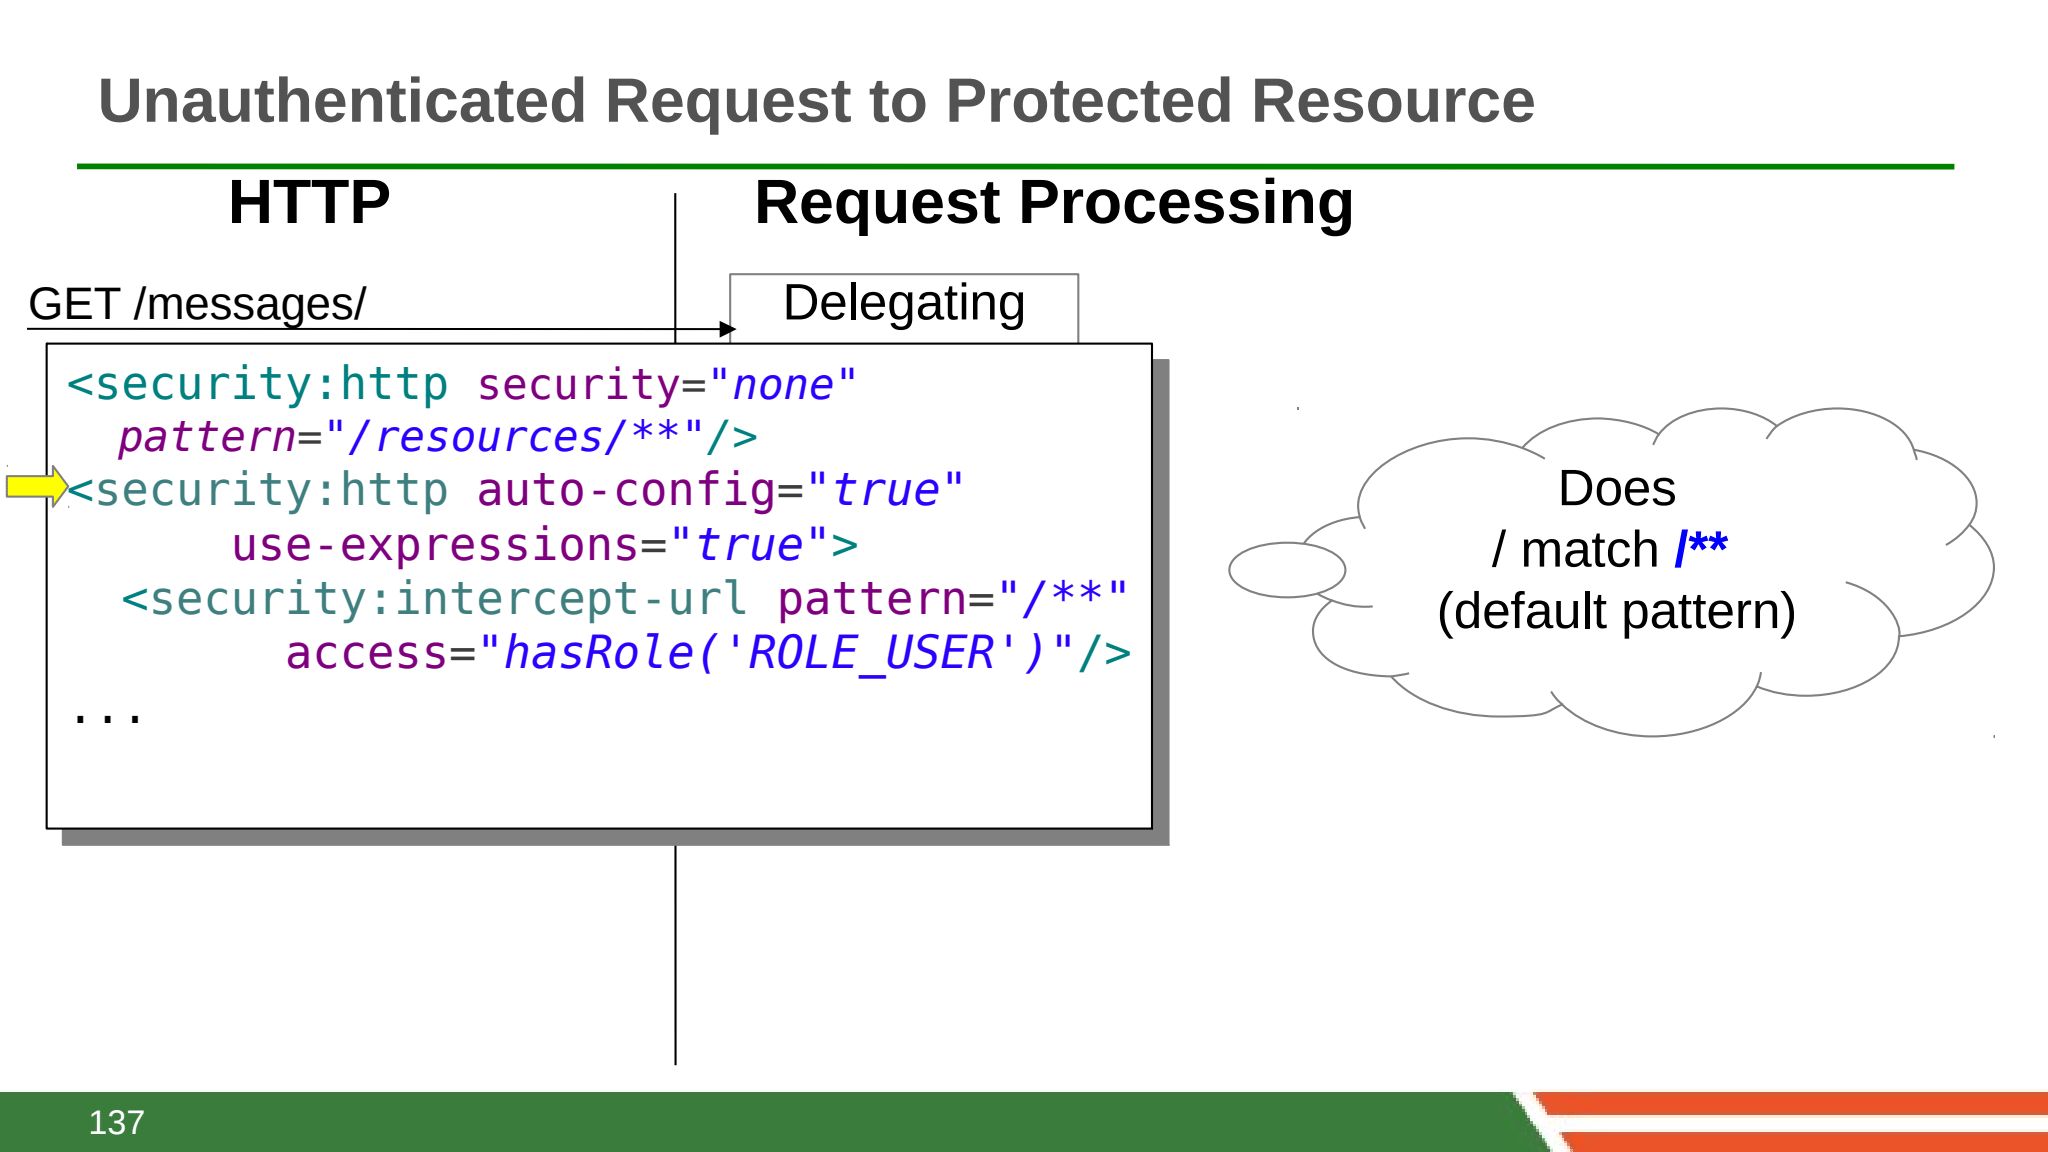 Unauthenticated Request to Protected Resource
HTTP
Request Processing
GET /messages/
Delegating
<security:http security="none"
pattern="/resources/**"/>
<security:http auto-config="true"
use-expressions="true">
<security:intercept-url pattern="/**"
access="hasRole('ROLE_USER')"/>
...
Does
/ match /**
(default pattern)
137